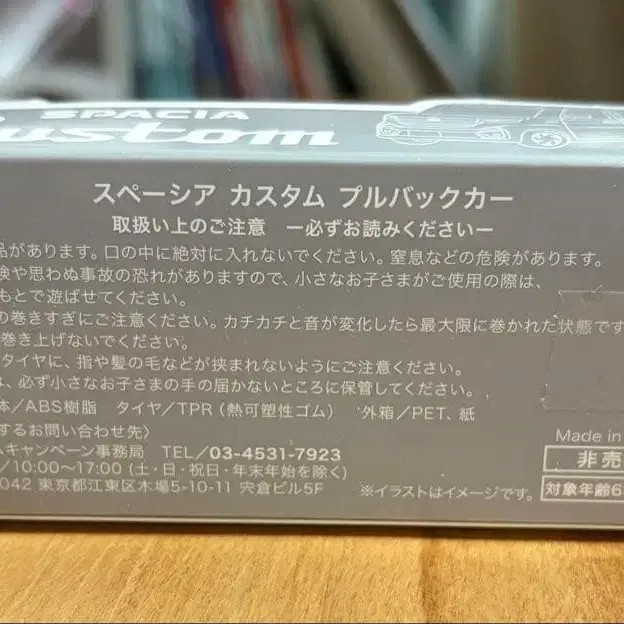 SPACIA
Custom
スペーシア カスタム プルバックカー
取扱い上のご注意 ー必ずお読みくださいー
品があります。口の中に絶対に入れないでください。窒息などの危険があります。
険や思わぬ事故の恐れがありますので、小さなお子さまがご使用の際は、
もとで遊ばせてください。
の巻きすぎにご注意ください。カチカチと音が変化したら最大限に巻かれた状態です
巻き上げないでください。
タイヤに、指や髪の毛などが挟まれないようにご注意ください。
は、必ず小さなお子さまの手の届かないところに保管してください。
体/ABS樹脂 タイヤ/TPR(熱可塑性ゴム) 外箱/PET、紙
するお問い合わせ先〉
ムキャンペーン事務局 TEL/03-4531-7923
/10:00〜17:00(土・日・祝日・年末年始を除く)
042 東京都江東区木場5-10-11 宍倉ビル5F
※イラストはイメージです。
Made in
非売
対象年齢6